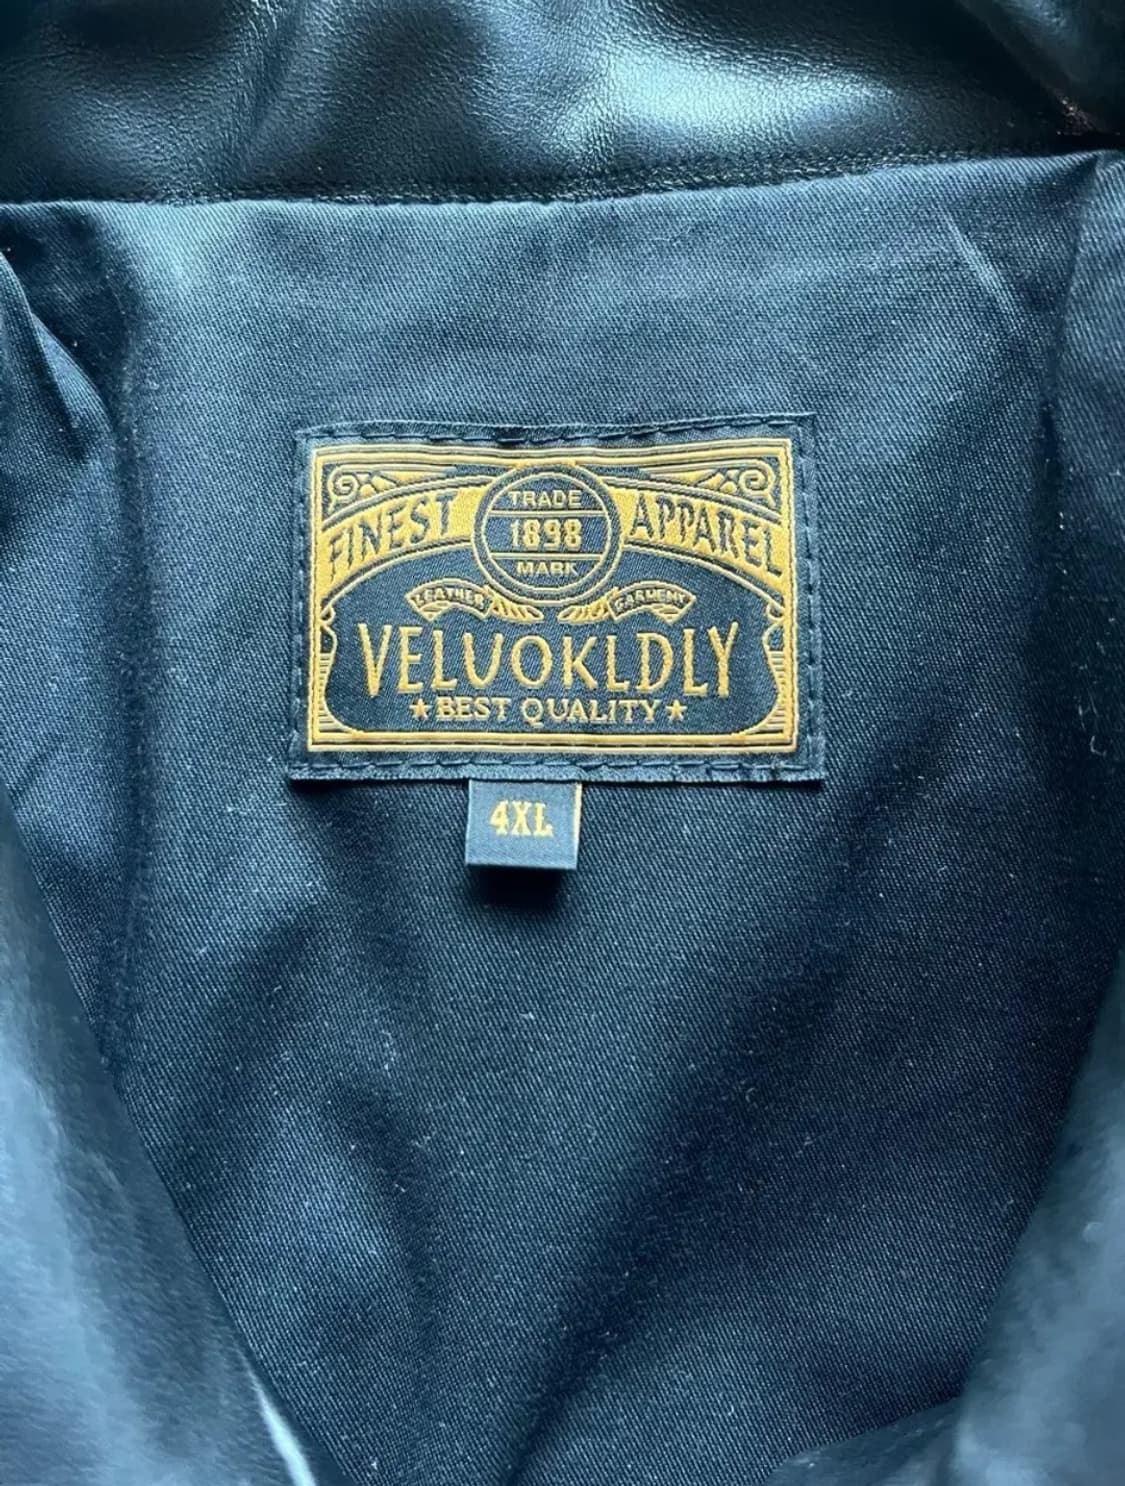 FINEST TRADE APPAREL
1898
MARK
LEATHER GARMENT
VELUOKLDLY
★BEST QUALITY★
4XL